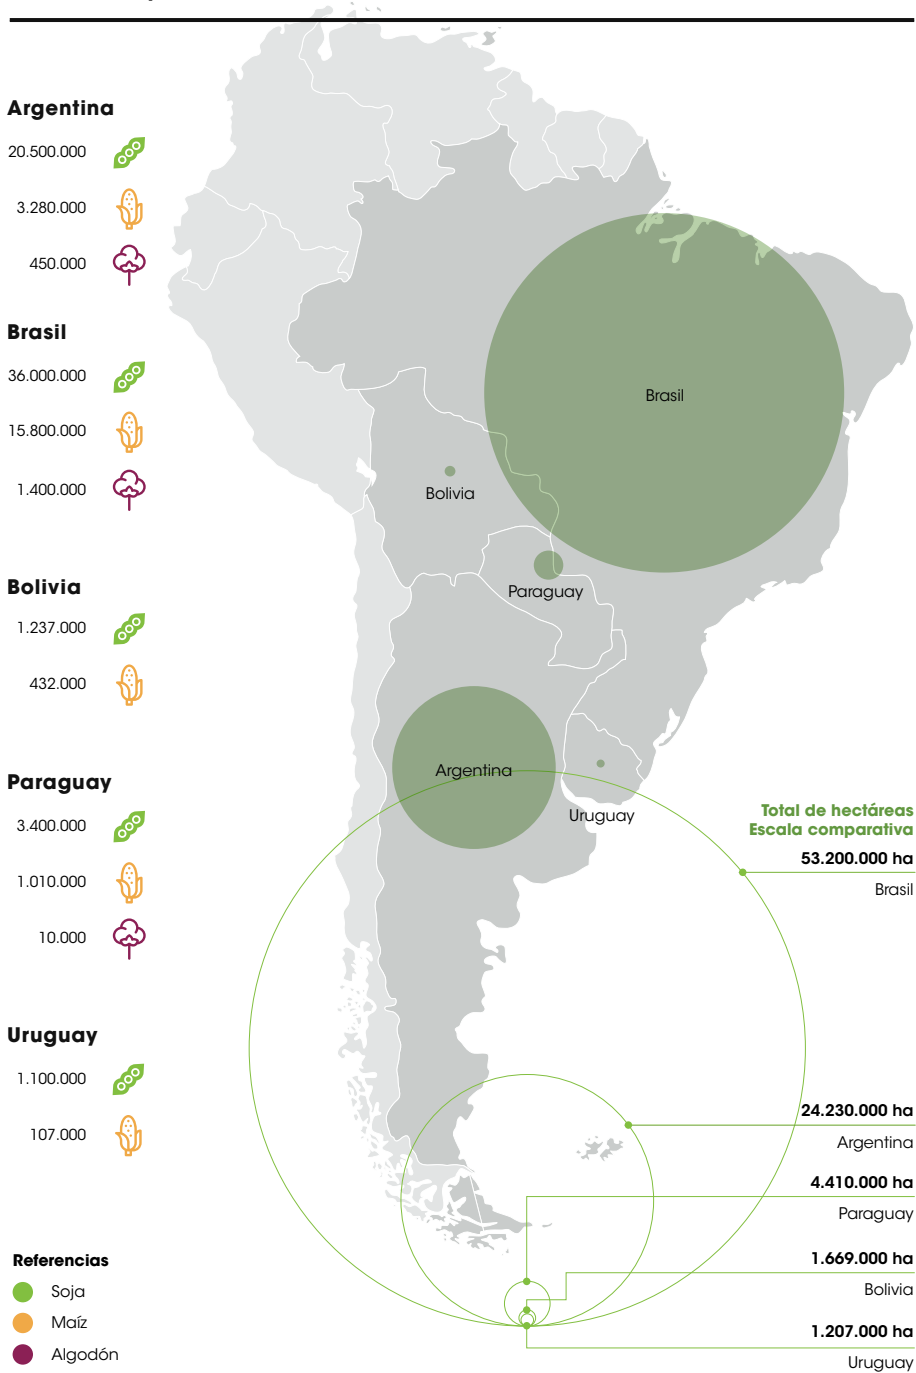 Argentina
20.500.000
3.280.000
450.000
Brasil
36.000.000
15.800.000
1.400.000
Bolivia
1.237.000
432.000
Paraguay
3.400.000
1.010.000
10.000
Uruguay
1.100.000
107.000
Referencias
Soja
Maíz
Algodón
Brasil
Bolivia
Paraguay
Argentina
Uruguay
Total de hectáreas
Escala comparativa
53.200.000 ha
Brasil
24.230.000 ha
Argentina
4.410.000 ha
Paraguay
1.669.000 ha
Bolivia
1.207.000 ha
Uruguay